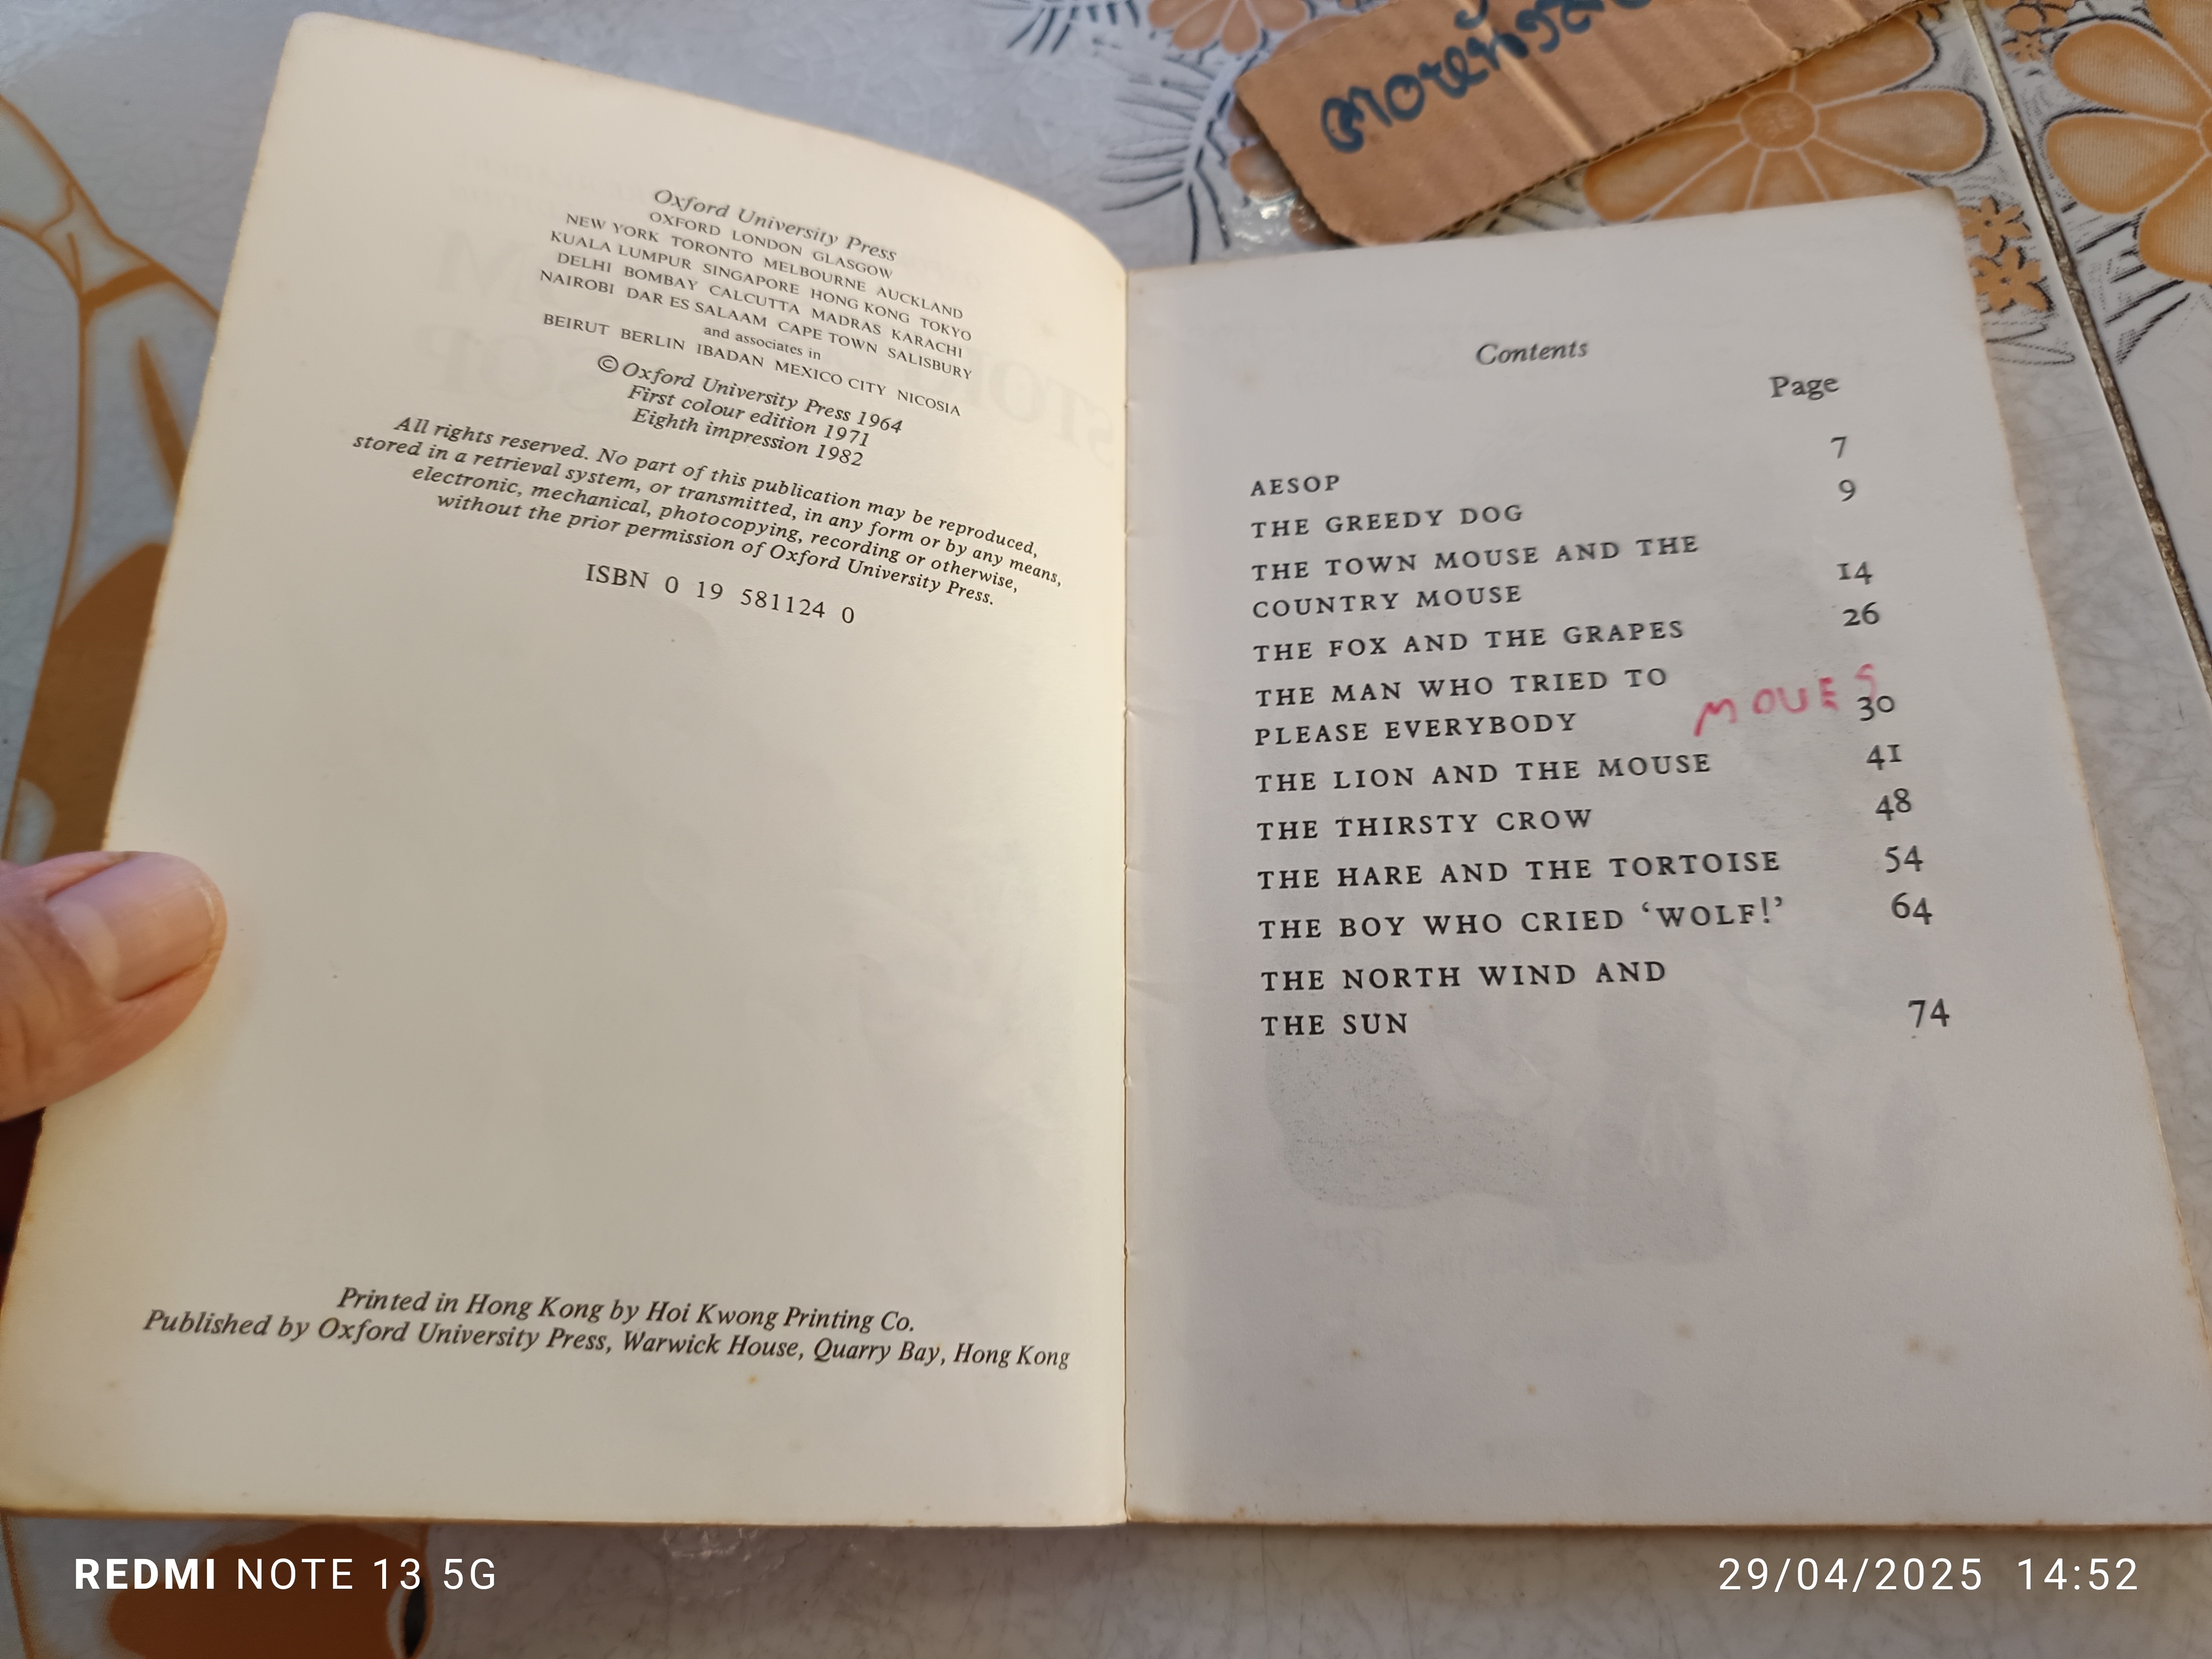 Oxford University Press
OXFORD LONDON GLASGOW
NEW YORK TORONTO MELBOURNE AUCKLAND
KUALA LUMPUR SINGAPORE HONG KONG TOKYO
DELHI BOMBAY CALCUTTA MADRAS KARACHI
NAIROBI DAR ES SALAAM CAPE TOWN SALISBURY
and associates in
BEIRUT BERLIN IBADAN MEXICO CITY NICOSIA
© Oxford University Press 1964
First colour edition 1971
Eighth impression 1982
All rights reserved. No part of this publication may be reproduced,
stored in a retrieval system, or transmitted, in any form or by any means,
electronic, mechanical, photocopying, recording or otherwise,
without the prior permission of Oxford University Press.
ISBN 0 19 581124 0
Printed in Hong Kong by Hoi Kwong Printing Co.
Published by Oxford University Press, Warwick House, Quarry Bay, Hong Kong
Contents
Page
AESOP 7
THE GREEDY DOG 9
THE TOWN MOUSE AND THE
COUNTRY MOUSE 14
THE FOX AND THE GRAPES 26
THE MAN WHO TRIED TO
MOUES
PLEASE EVERYBODY 30
THE LION AND THE MOUSE 41
THE THIRSTY CROW 48
THE HARE AND THE TORTOISE 54
THE BOY WHO CRIED ‘WOLF!’ 64
THE NORTH WIND AND
THE SUN 74
REDMI NOTE 13 5G
29/04/2025 14:52